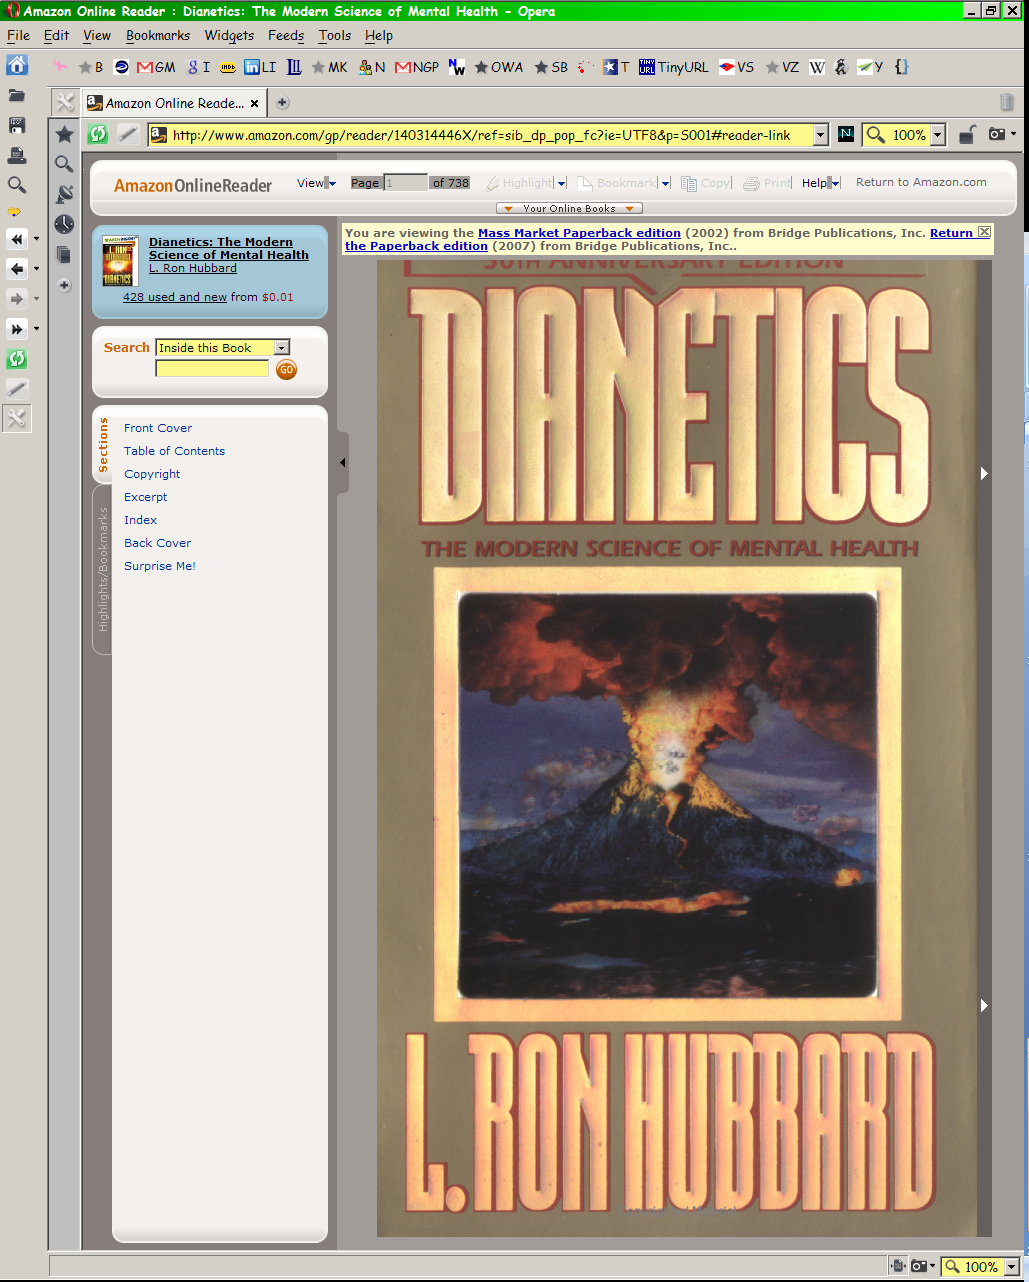 Amazon Online Reader : Dianetics: The Modern Science of Mental Health - Opera
File Edit View Bookmarks Widgets Feeds Tools Help
B GM I LI MK N NGP OWA SB T TinyURL VS VZ Y
Amazon Online Reade...
http://www.amazon.com/gp/reader/140314446X/ref=sib_dp_pop_fc?ie=UTF8&p=S001#reader-link
100%
AmazonOnlineReader
View Page 1 of 738 Highlight Bookmark Copy Print Help Return to Amazon.com
Your Online Books
You are viewing the Mass Market Paperback edition (2002) from Bridge Publications, Inc. Return to
the Paperback edition (2007) from Bridge Publications, Inc..
Dianetics: The Modern
Science of Mental Health
L. Ron Hubbard
428 used and new from $0.01
Search Inside this Book
GO
Sections
Highlights/Bookmarks
Front Cover
Table of Contents
Copyright
Excerpt
Index
Back Cover
Surprise Me!
50TH ANNIVERSARY EDITION
DIANETICS
THE MODERN SCIENCE OF MENTAL HEALTH
L. RON HUBBARD
100%